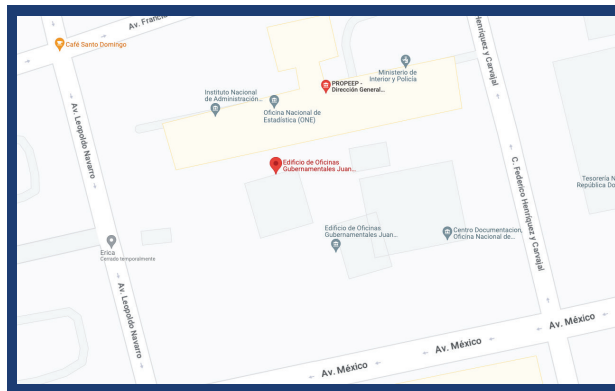 Av. Francia
Café Santo Domingo
Henríquez y Carvajal
Ministerio de
Interior y Policía
PROPEEP -
Dirección General...
Instituto Nacional
de Administración...
Oficina Nacional de
Estadística (ONE)
Av. Leopoldo Navarro
Edificio de Oficinas
Gubernamentales Juan...
Tesorería N
República Do
C. Federico Henríquez y Carvajal
Edificio de Oficinas
Gubernamentales Juan...
Centro Documentacion
Oficina Nacional de...
Erica
Cerrado temporalmente
Av. Leopoldo Navarro
Av. México
Av. México
Av. México